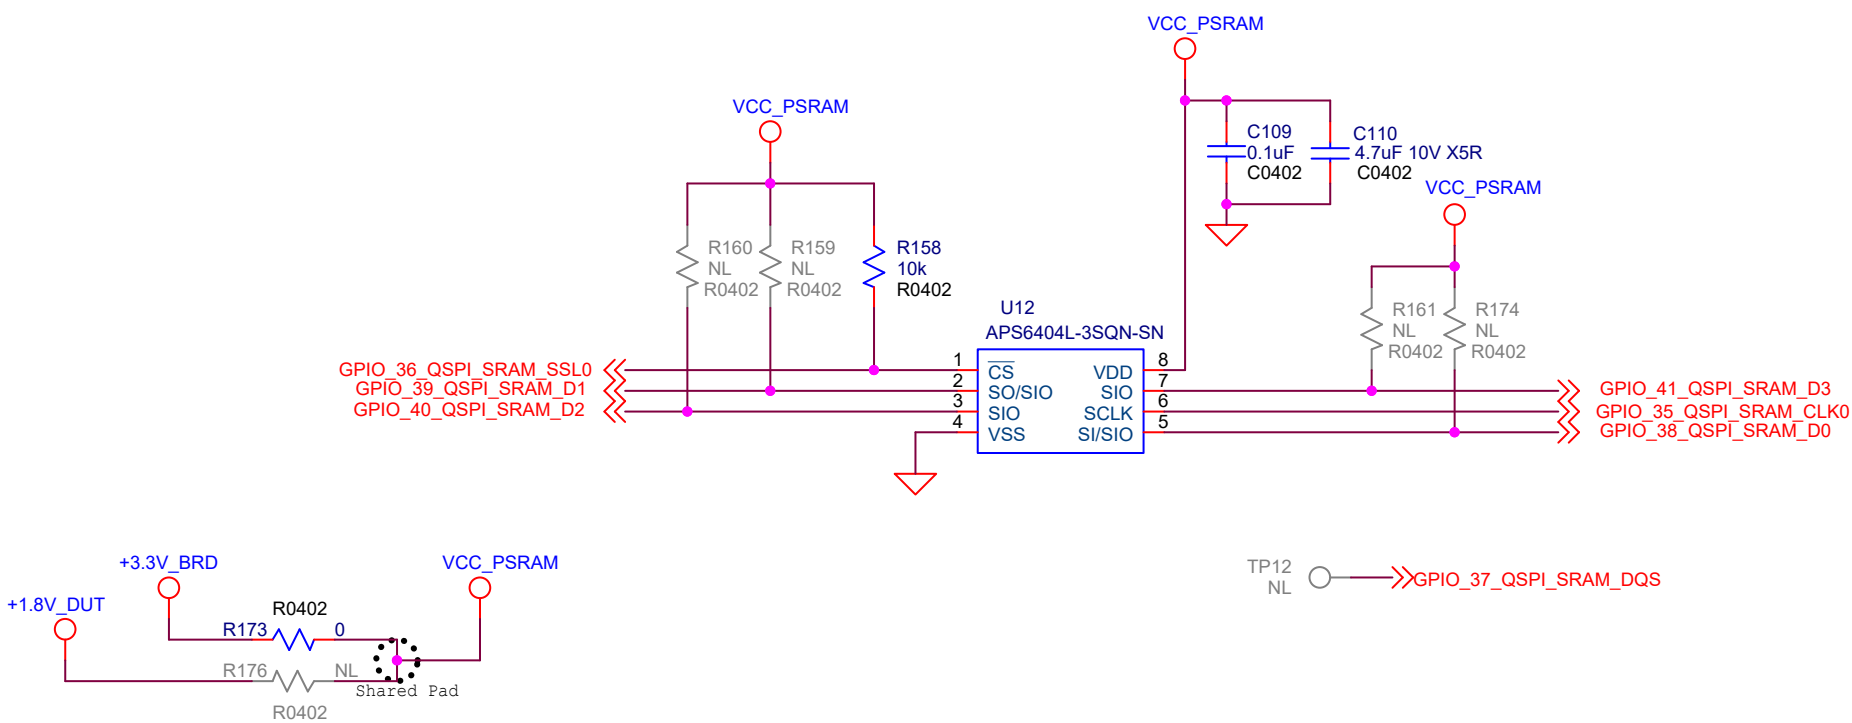 VCC_PSRAM
VCC_PSRAM
C109
0.1uF
C0402
C110
4.7uF 10V X5R
C0402
VCC_PSRAM
R160
NL
R0402
R159
NL
R0402
R158
10k
R0402
R161
NL
R0402
R174
NL
R0402
U12
APS6404L-3SQN-SN
GPIO_36_QSPI_SRAM_SSL0
GPIO_39_QSPI_SRAM_D1
GPIO_40_QSPI_SRAM_D2
1
2
3
4
CS
SO/SIO
SIO
VSS
VDD
SIO
SCLK
SI/SIO
8
7
6
5
GPIO_41_QSPI_SRAM_D3
GPIO_35_QSPI_SRAM_CLK0
GPIO_38_QSPI_SRAM_D0
+3.3V_BRD
VCC_PSRAM
+1.8V_DUT
R0402
R173 0
R176 NL
Shared Pad
R0402
TP12
NL
GPIO_37_QSPI_SRAM_DQS